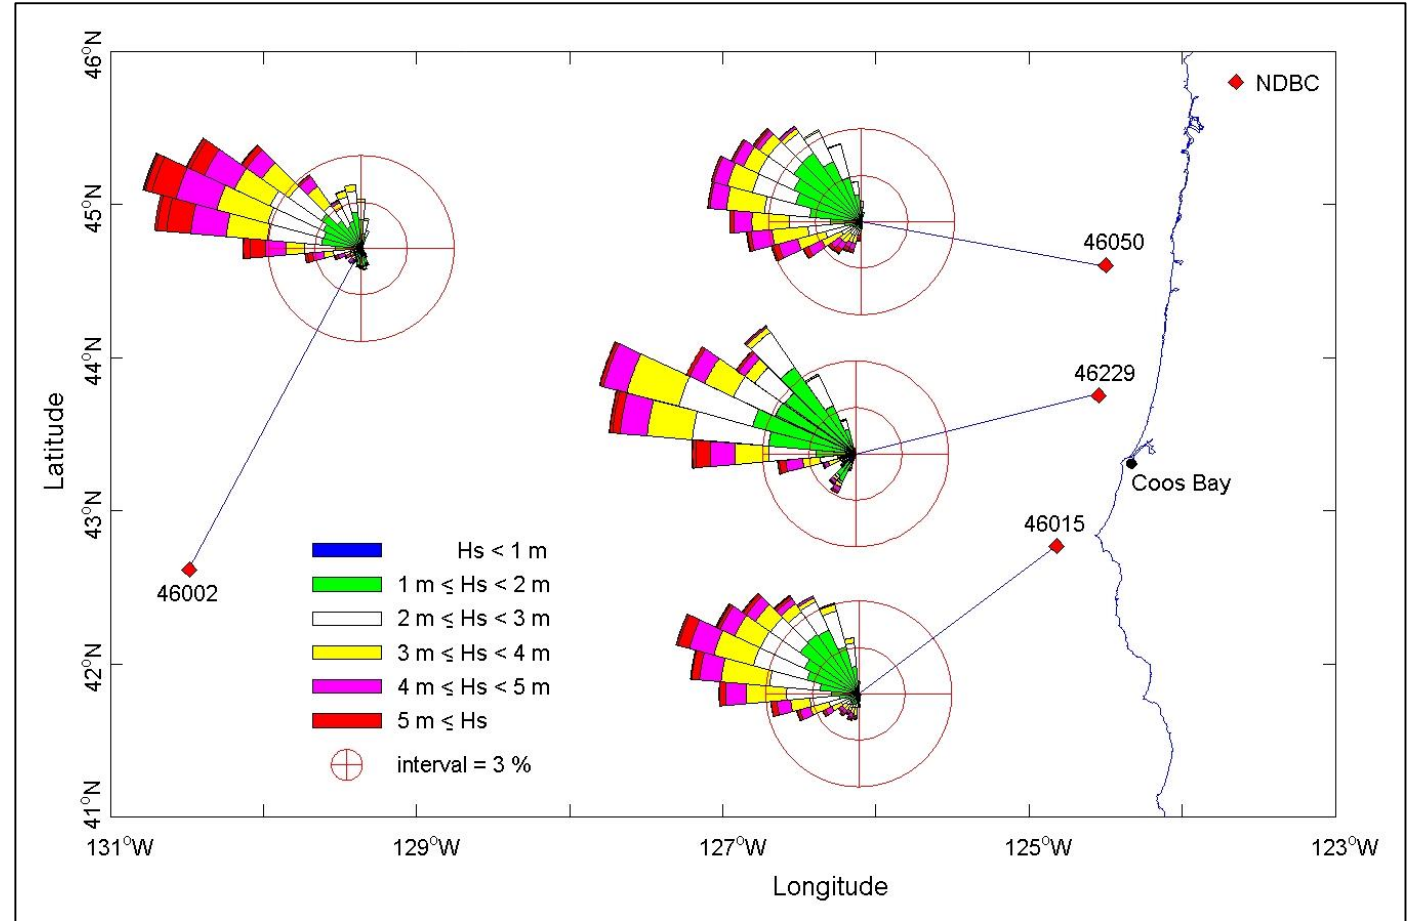 46°N
NDBC
45°N
46050
44°N
46229
Latitude
Coos Bay
43°N
46015
46002
Hs < 1 m
1 m ≤ Hs < 2 m
2 m ≤ Hs < 3 m
3 m ≤ Hs < 4 m
4 m ≤ Hs < 5 m
5 m ≤ Hs
42°N
interval = 3 %
41°N
131°W 129°W 127°W 125°W 123°W
Longitude